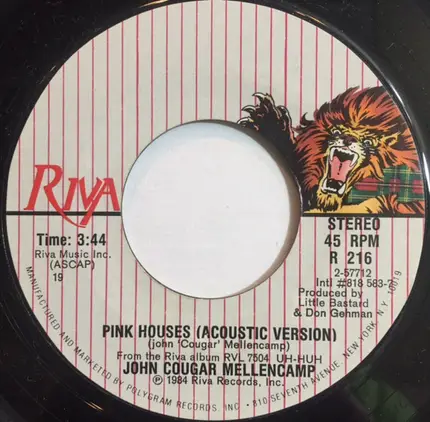 RIVA
Time: 3:44
Riva Music Inc.
(ASCAP)
19
STEREO
45 RPM
R 216
2-57712
Intl #818 583-7
Produced by
Little Bastard
& Don Gehman
PINK HOUSES (ACOUSTIC VERSION)
(john 'Cougar' Mellencamp)
From the Riva album RVL 7504 UH-HUH
JOHN COUGAR MELLENCAMP
℗ 1984 Riva Records, Inc.
MANUFACTURED AND MARKETED BY POLYGRAM RECORDS, INC. • 810 SEVENTH AVENUE, NEW YORK, N.Y. 10019